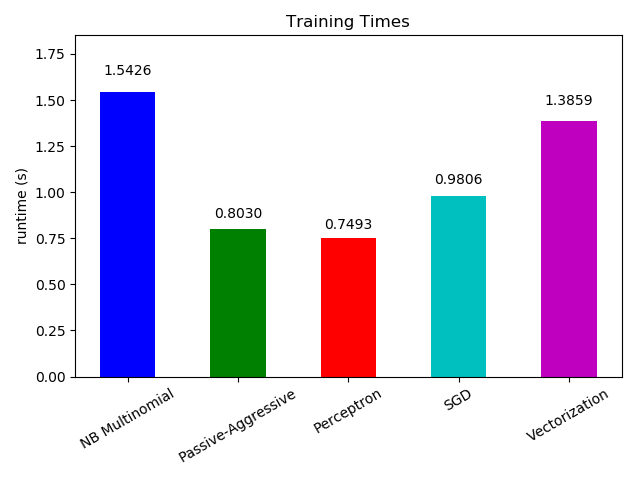 Training Times
runtime (s)
1.75
1.50
1.25
1.00
0.75
0.50
0.25
0.00
1.5426
0.8030
0.7493
0.9806
1.3859
NB Multinomial
Passive-Aggressive
Perceptron
SGD
Vectorization